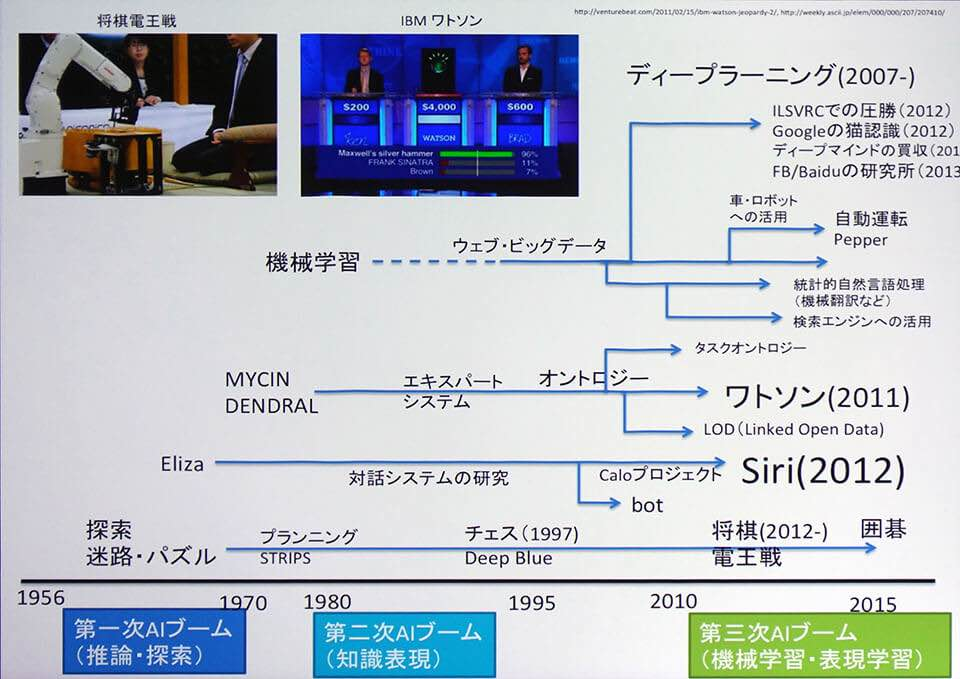 将棋電王戦
IBM ワトソン
http://venturebeat.com/2011/02/15/ibm-watson-jeopardy-2/, http://weekly.ascii.jp/elem/000/000/207/207410/
$200
$4,000
$600
WATSON
BRAD
Maxwell's silver hammer 96%
FRANK SINATRA 11%
Brown 7%
ディープラーニング(2007-)
ILSVRCでの圧勝(2012)
Googleの猫認識(2012)
ディープマインドの買収(201
FB/Baiduの研究所(2013
車・ロボット
への活用
自動運転
Pepper
ウェブ・ビッグデータ
機械学習
統計的自然言語処理
(機械翻訳など)
検索エンジンへの活用
タスクオントロジー
MYCIN
DENDRAL
エキスパート
システム
オントロジー
ワトソン(2011)
LOD(Linked Open Data)
Eliza
対話システムの研究
Caloプロジェクト
Siri(2012)
bot
探索
迷路・パズル
プランニング
STRIPS
チェス(1997)
Deep Blue
将棋(2012-)
電王戦
囲碁
1956
1970
1980
1995
2010
2015
第一次AIブーム
(推論・探索)
第二次AIブーム
(知識表現)
第三次AIブーム
(機械学習・表現学習)